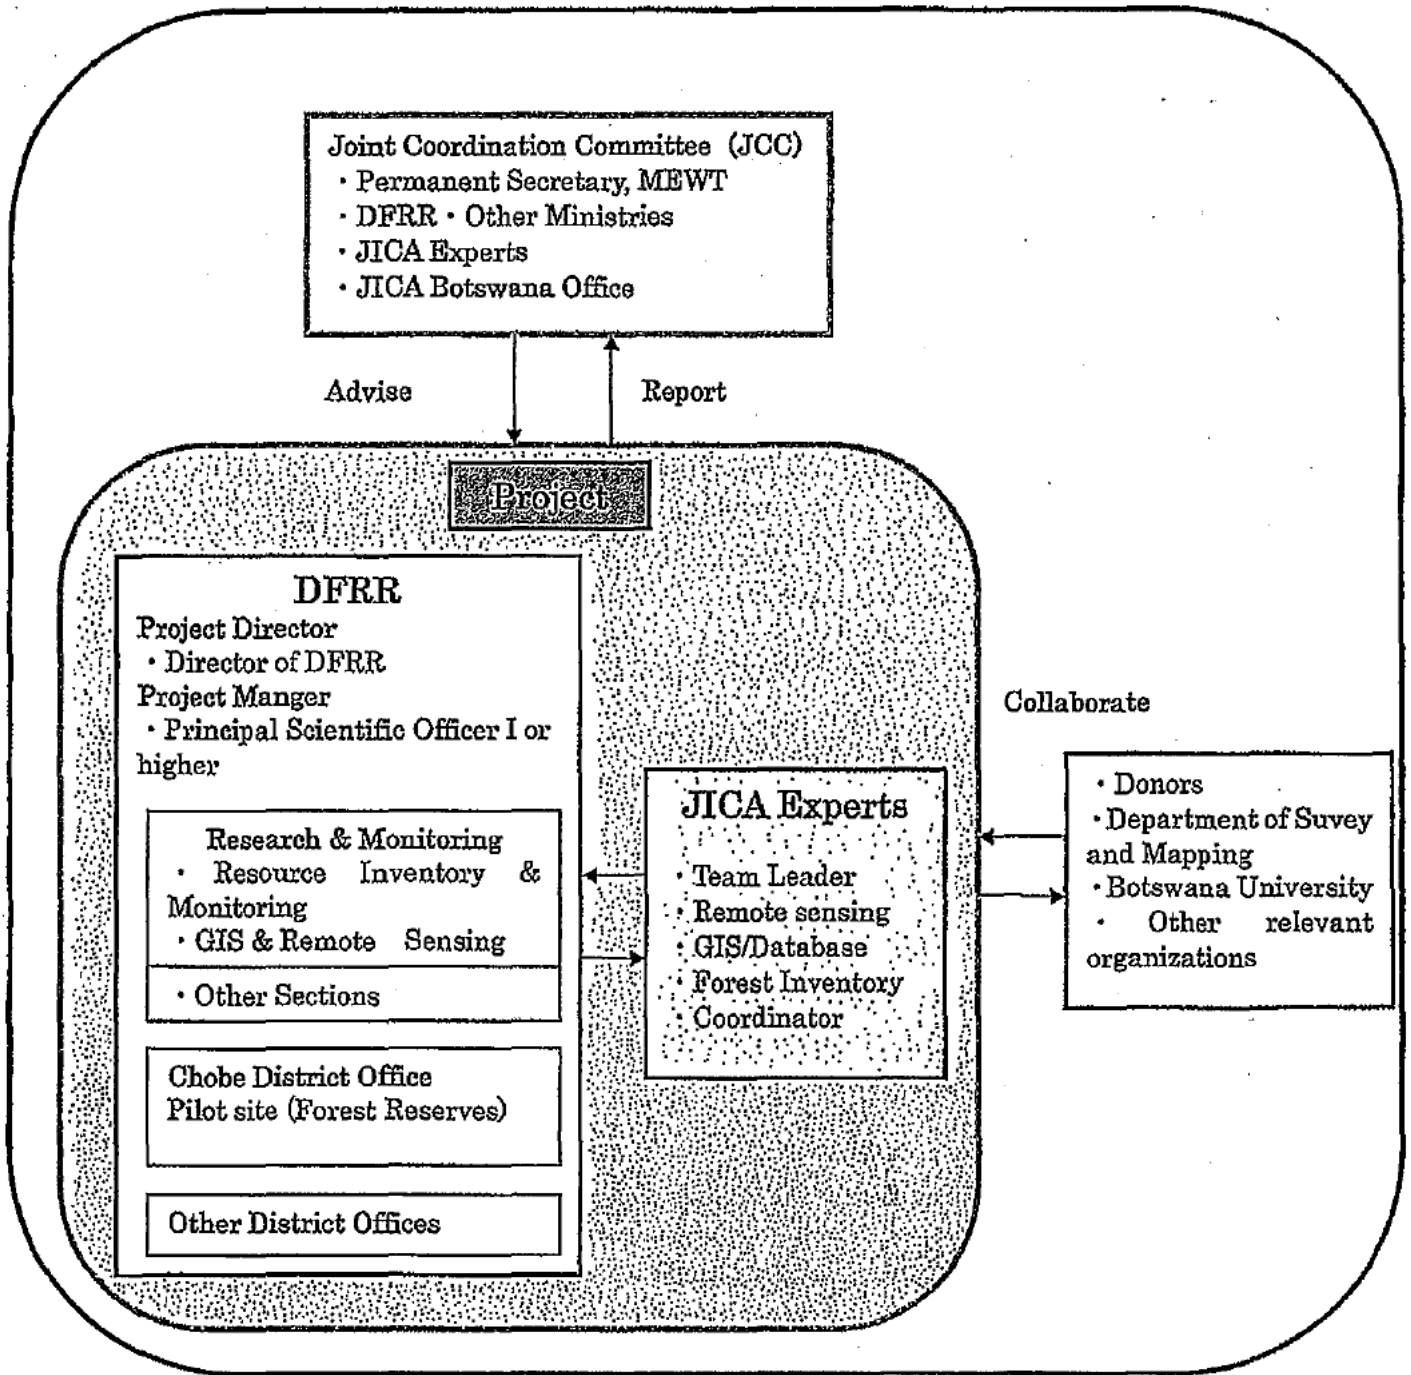 Joint Coordination Committee (JCC)
・Permanent Secretary, MEWT
・DFRR・Other Ministries
・JICA Experts
・JICA Botswana Office
Advise
Report
Project
DFRR
Project Director
・Director of DFRR
Project Manger
・Principal Scientific Officer I or
higher
Research & Monitoring
・ Resource Inventory &
Monitoring
・GIS & Remote Sensing
・Other Sections
Chobe District Office
Pilot site (Forest Reserves)
Other District Offices
JICA Experts
・Team Leader
・Remote sensing
・GIS/Database
・Forest Inventory
・Coordinator
Collaborate
・Donors
・Department of Suvey
and Mapping
・Botswana University
・ Other relevant
organizations